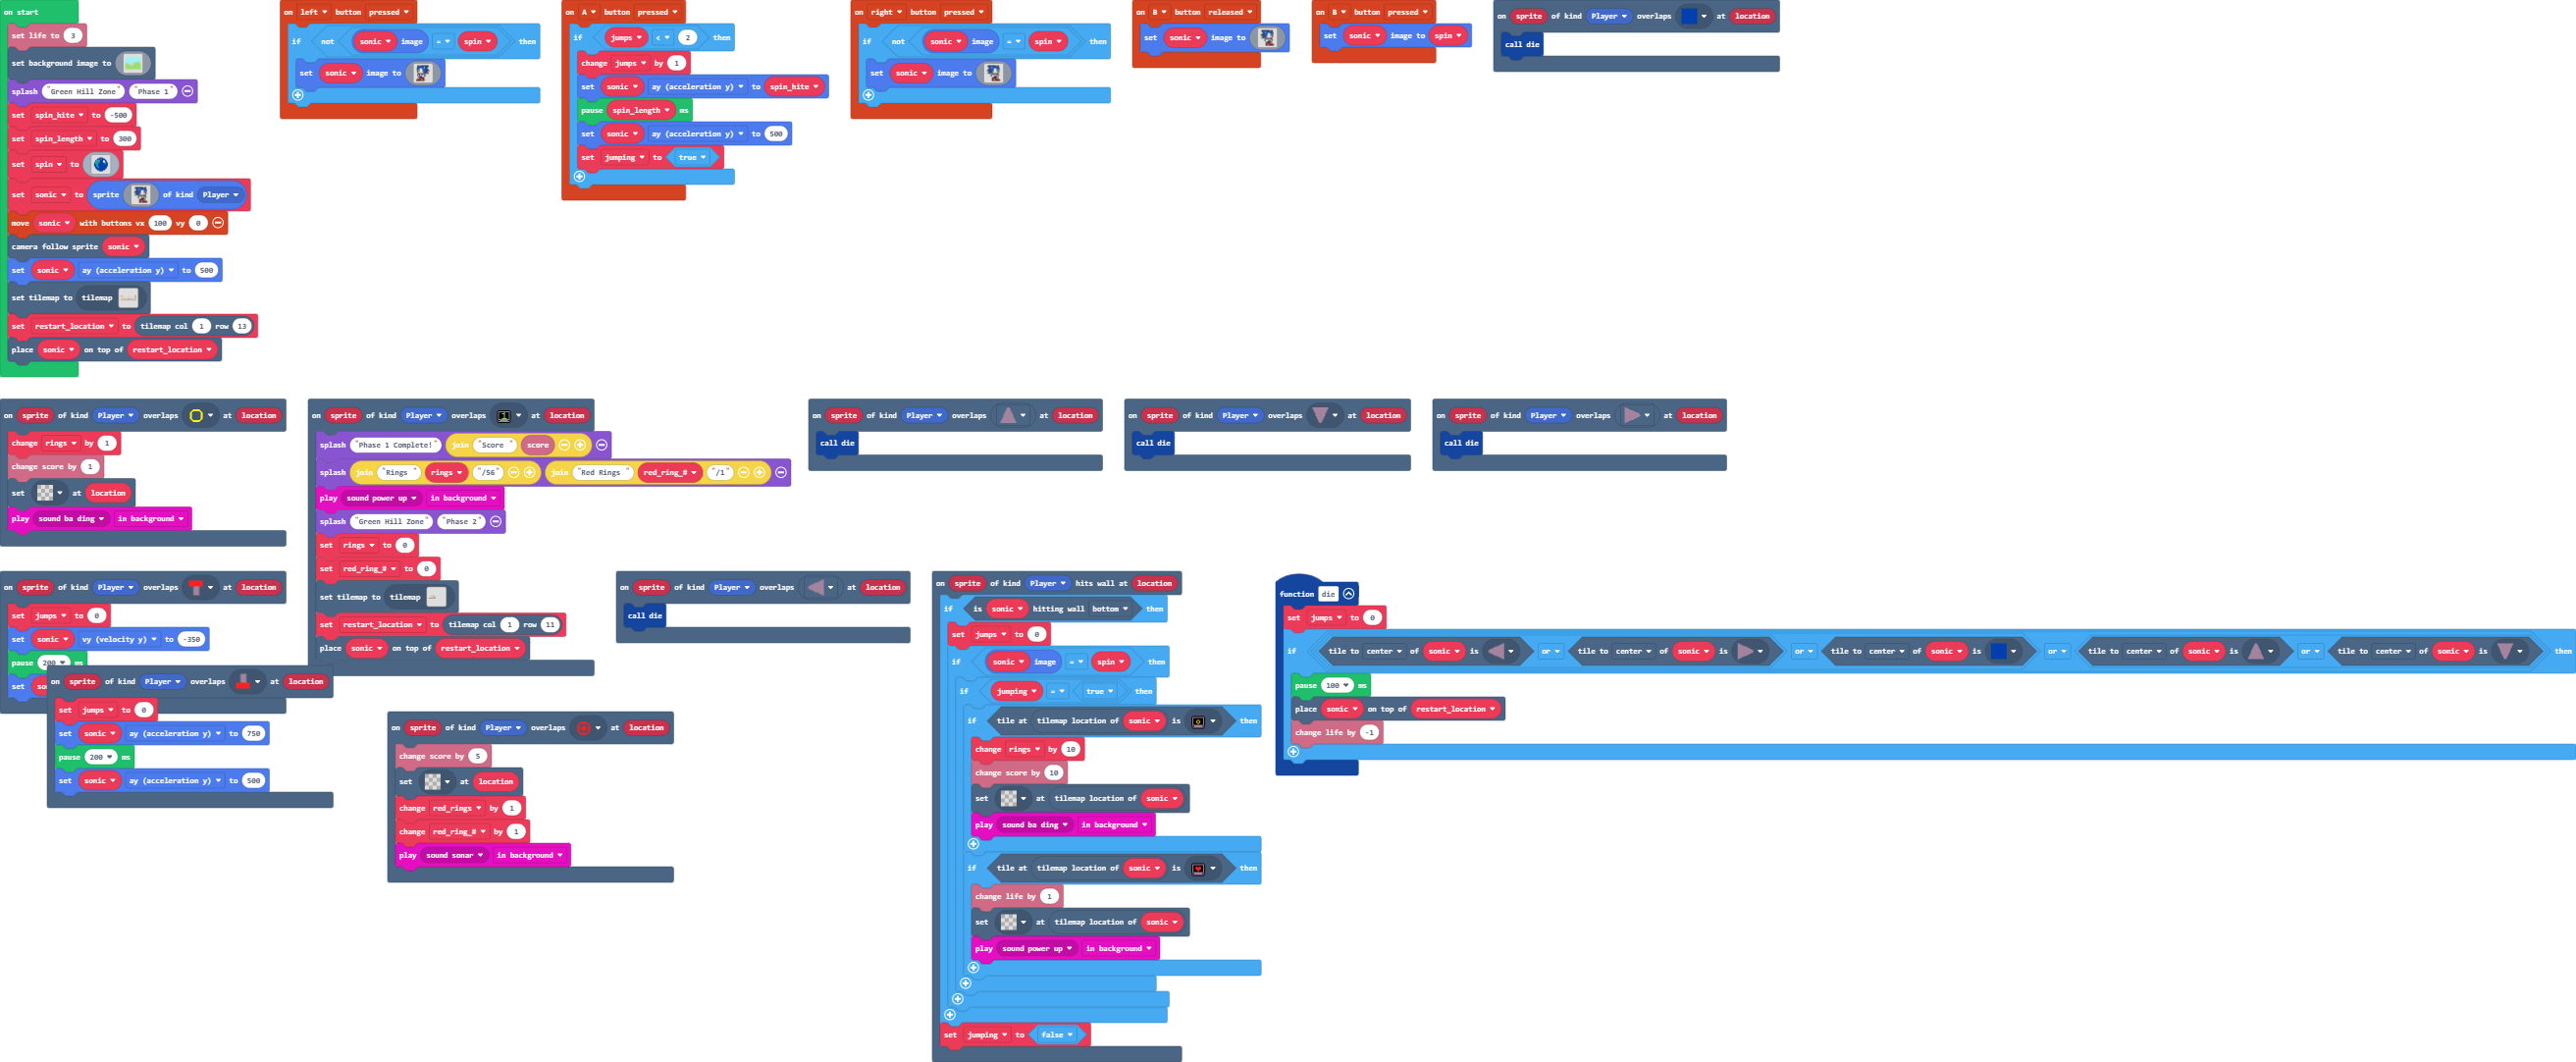 on start
set life to 3
set background image to
splash "Green Hill Zone" "Phase 1"
set spin_hite to -500
set spin_length to 300
set spin to
set sonic to sprite of kind Player
move sonic with buttons vx 100 vy 0
camera follow sprite sonic
set sonic ay (acceleration y) to 500
set tilemap to tilemap
set restart_location to tilemap col 1 row 13
place sonic on top of restart_location
on left button pressed
if not sonic image = spin then
set sonic image to
on A button pressed
if jumps < 2 then
change jumps by 1
set sonic ay (acceleration y) to spin_hite
pause spin_length ms
set sonic ay (acceleration y) to 500
set jumping to true
on right button pressed
if not sonic image = spin then
set sonic image to
on B button released
set sonic image to
on B button pressed
set sonic image to spin
on sprite of kind Player overlaps at location
call die
on sprite of kind Player overlaps at location
change rings by 1
change score by 1
set at location
play sound ba ding in background
on sprite of kind Player overlaps at location
splash "Phase 1 Complete!" join "Score " score
splash join "Rings " rings "/56" join "Red Rings " red_ring_# "/1"
play sound power up in background
splash "Green Hill Zone" "Phase 2"
set rings to 0
set red_ring_# to 0
set tilemap to tilemap
set restart_location to tilemap col 1 row 11
place sonic on top of restart_location
on sprite of kind Player overlaps at location
call die
on sprite of kind Player overlaps at location
call die
on sprite of kind Player overlaps at location
call die
on sprite of kind Player overlaps at location
set jumps to 0
set sonic vy (velocity y) to -350
pause 200 ms
set
on sprite of kind Player overlaps at location
set jumps to 0
set sonic ay (acceleration y) to 750
pause 200 ms
set sonic ay (acceleration y) to 500
on sprite of kind Player overlaps at location
change score by 5
set at location
change red_rings by 1
change red_ring_# by 1
play sound sonar in background
on sprite of kind Player overlaps at location
call die
on sprite of kind Player hits wall at location
if is sonic hitting wall bottom then
set jumps to 0
if sonic image = spin then
if jumping = true then
if tile at tilemap location of sonic is then
change rings by 10
change score by 10
set at tilemap location of sonic
play sound ba ding in background
if tile at tilemap location of sonic is then
change life by 1
set at tilemap location of sonic
play sound power up in background
set jumping to false
function die
set jumps to 0
if tile to center of sonic is or tile to center of sonic is or tile to center of sonic is or tile to center of sonic is or tile to center of sonic is then
pause 100 ms
place sonic on top of restart_location
change life by -1